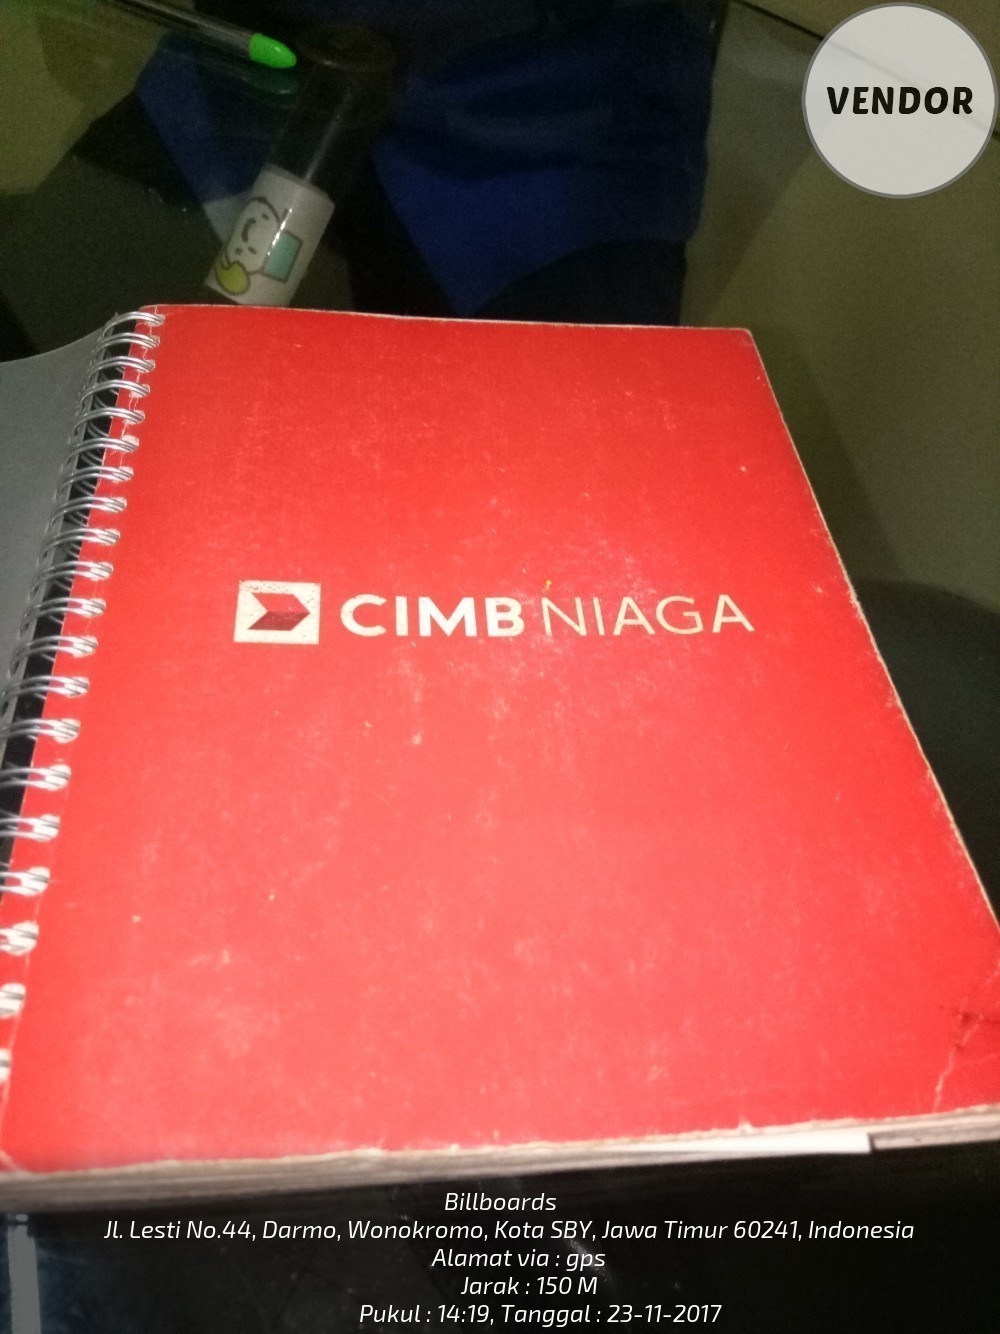 VENDOR
CIMB NIAGA
Billboards
Jl. Lesti No.44, Darmo, Wonokromo, Kota SBY, Jawa Timur 60241, Indonesia
Alamat via : gps
Jarak : 150 M
Pukul : 14:19, Tanggal : 23-11-2017